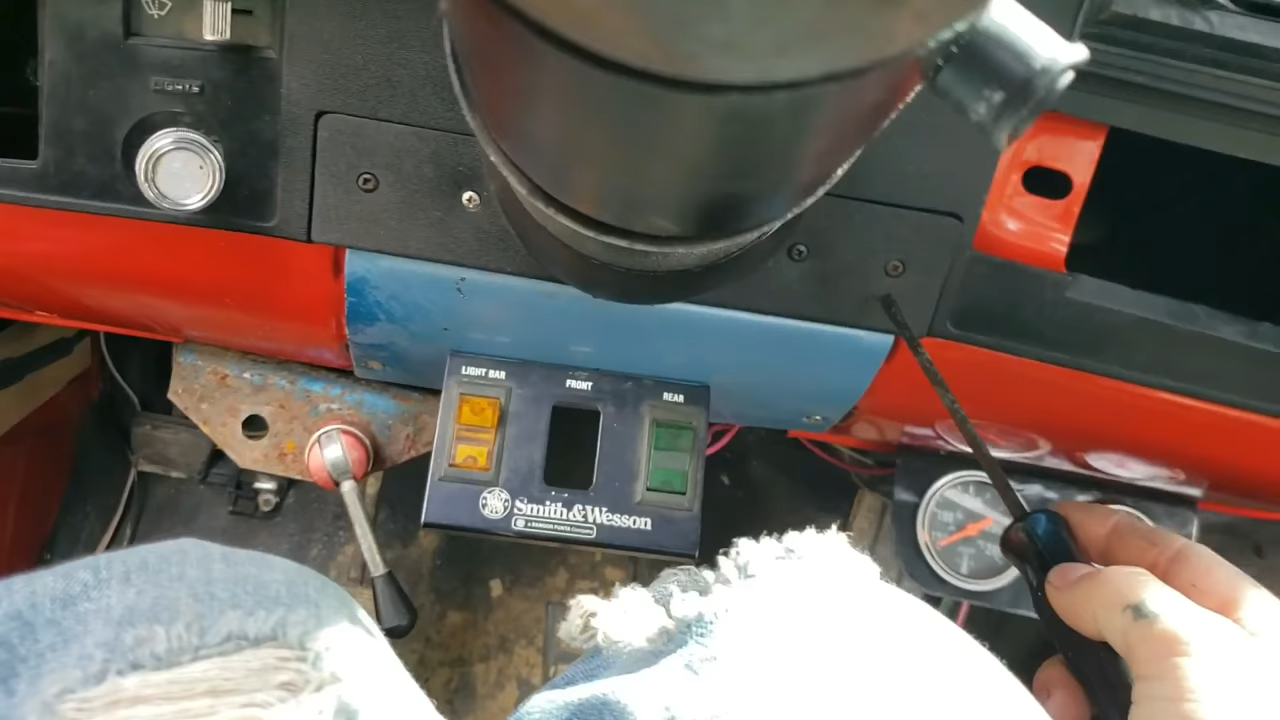 LIGHTS
LIGHT BAR
FRONT
REAR
Smith & Wesson
A BANGOR PUNTA COMPANY